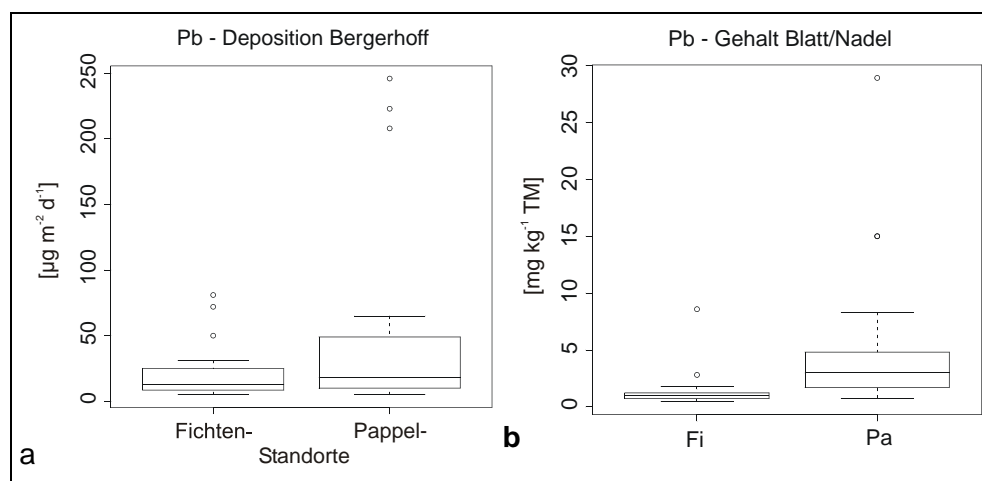 Pb - Deposition Bergerhoff
[µg m⁻² d⁻¹]
250
200
150
100
50
0
Fichten-
Pappel-
Standorte
a
Pb - Gehalt Blatt/Nadel
[mg kg⁻¹ TM]
30
25
20
15
10
5
0
Fi
Pa
b